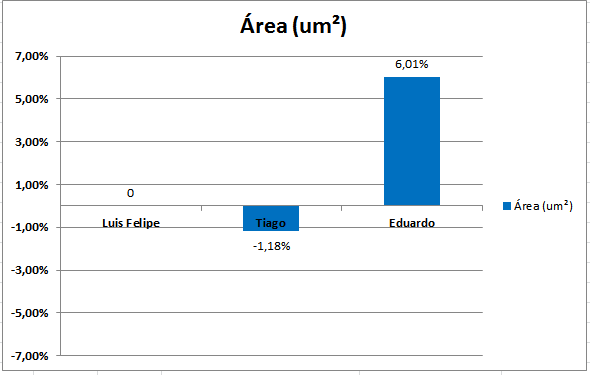 Área (um²)
7,00%
6,01%
5,00%
3,00%
1,00%
0
Luis Felipe
Tiago
Eduardo
Área (um²)
-1,00%
-1,18%
-3,00%
-5,00%
-7,00%